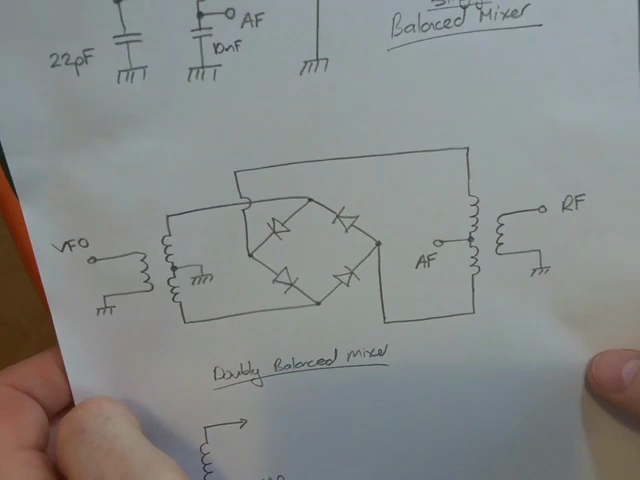 AF
22pF
10nF
Balanced Mixer
VFO
AF
RF
Doubly Balanced Mixer